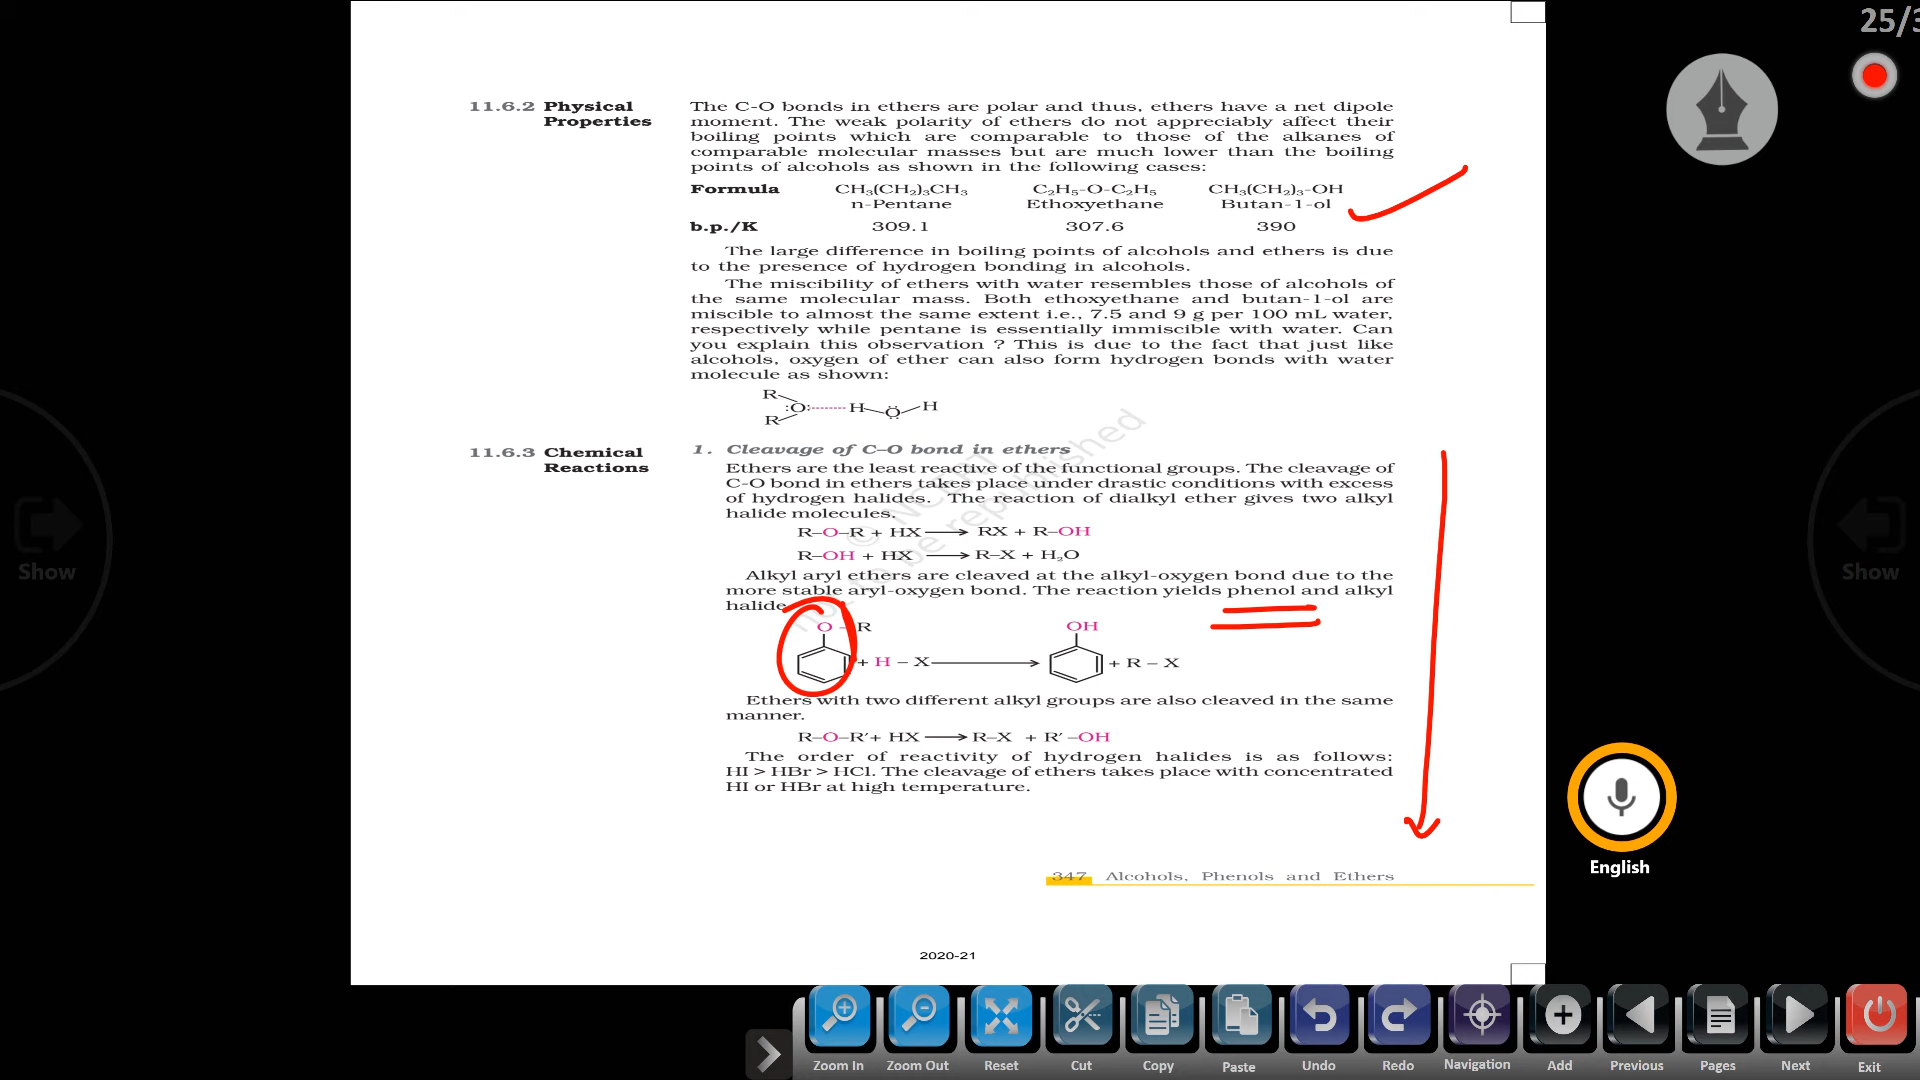 25/3
11.6.2 Physical Properties
The C-O bonds in ethers are polar and thus, ethers have a net dipole
moment. The weak polarity of ethers do not appreciably affect their
boiling points which are comparable to those of the alkanes of
comparable molecular masses but are much lower than the boiling
points of alcohols as shown in the following cases:
Formula CH₃(CH₂)₃CH₃ C₂H₅-O-C₂H₅ CH₃(CH₂)₃-OH
n-Pentane Ethoxyethane Butan-1-ol
b.p./K 309.1 307.6 390
The large difference in boiling points of alcohols and ethers is due
to the presence of hydrogen bonding in alcohols.
The miscibility of ethers with water resembles those of alcohols of
the same molecular mass. Both ethoxyethane and butan-1-ol are
miscible to almost the same extent i.e., 7.5 and 9 g per 100 mL water,
respectively while pentane is essentially immiscible with water. Can
you explain this observation ? This is due to the fact that just like
alcohols, oxygen of ether can also form hydrogen bonds with water
molecule as shown:
R
:O: H O H
R
11.6.3 Chemical Reactions
1. Cleavage of C–O bond in ethers
Ethers are the least reactive of the functional groups. The cleavage of
C-O bond in ethers takes place under drastic conditions with excess
of hydrogen halides. The reaction of dialkyl ether gives two alkyl
halide molecules.
R–O–R + HX ⟶ RX + R–OH
R–OH + HX ⟶ R–X + H₂O
Alkyl aryl ethers are cleaved at the alkyl-oxygen bond due to the
more stable aryl-oxygen bond. The reaction yields phenol and alkyl
halide
O – R OH
+ H – X ⟶ + R – X
Ethers with two different alkyl groups are also cleaved in the same
manner.
R–O–R′+ HX ⟶ R–X + R′–OH
The order of reactivity of hydrogen halides is as follows:
HI > HBr > HCl. The cleavage of ethers takes place with concentrated
HI or HBr at high temperature.
© NCERT
not to be republished
347 Alcohols, Phenols and Ethers
2020-21
Show
Show
English
Zoom In Zoom Out Reset Cut Copy Paste Undo Redo Navigation Add Previous Pages Next Exit